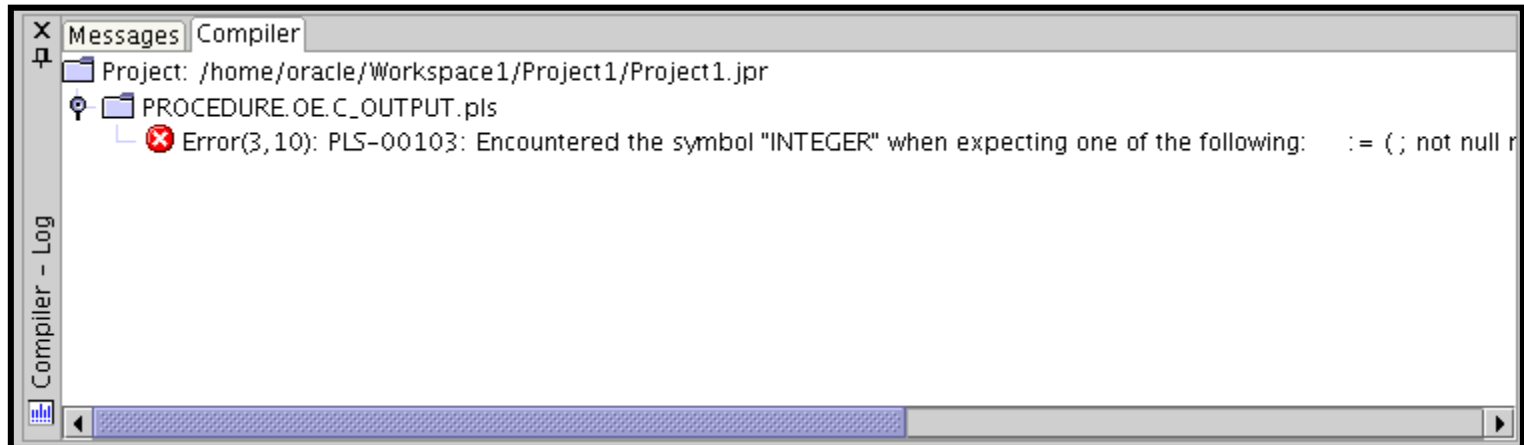 Messages Compiler
Project: /home/oracle/Workspace1/Project1/Project1.jpr
PROCEDURE.OE.C_OUTPUT.pls
Error(3,10): PLS-00103: Encountered the symbol "INTEGER" when expecting one of the following: := ( ; not null r
Compiler – Log